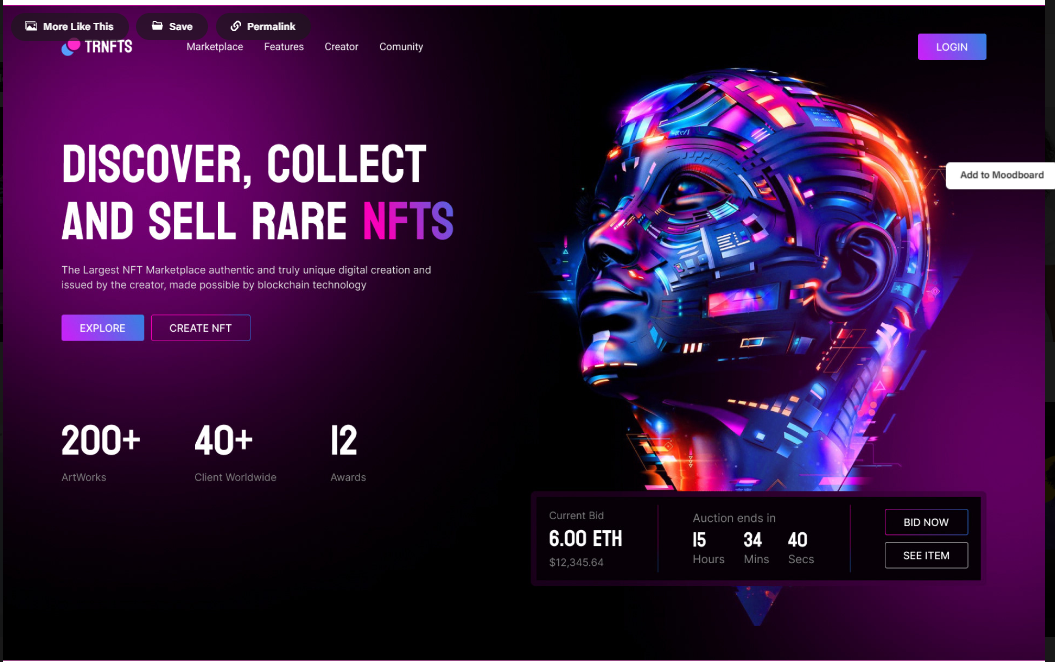 More Like This
Save
Permalink
TRNFTS
Marketplace
Features
Creator
Comunity
LOGIN
Add to Moodboard
DISCOVER, COLLECT
AND SELL RARE NFTS
The Largest NFT Marketplace authentic and truly unique digital creation and
issued by the creator, made possible by blockchain technology
EXPLORE
CREATE NFT
200+
ArtWorks
40+
Client Worldwide
12
Awards
Current Bid
6.00 ETH
$12,345.64
Auction ends in
15 34 40
Hours Mins Secs
BID NOW
SEE ITEM